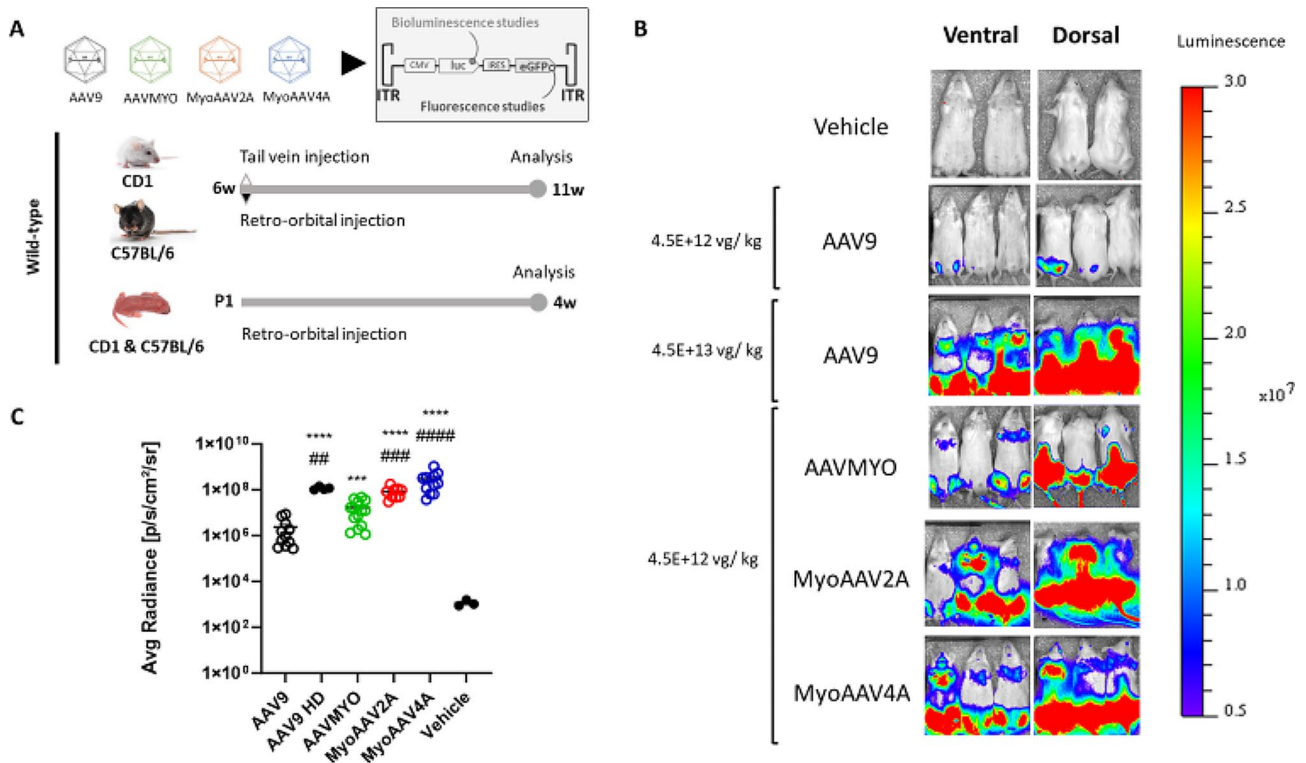 A
AAV9
AAVMYO
MyoAAV2A
MyoAAV4A
Bioluminescence studies
CMV
luc
IRES
eGFP
ITR
ITR
Fluorescence studies
Wild-type
CD1
C57BL/6
CD1 & C57BL/6
Tail vein injection
Analysis
6w
11w
Retro-orbital injection
Analysis
P1
4w
Retro-orbital injection
B
Ventral
Dorsal
Luminescence
Vehicle
4.5E+12 vg/ kg
AAV9
4.5E+13 vg/ kg
AAV9
4.5E+12 vg/ kg
AAVMYO
MyoAAV2A
MyoAAV4A
3.0
2.5
2.0
x10⁷
1.5
1.0
0.5
C
Avg Radiance [p/s/cm²/sr]
1×10¹⁰
1×10⁸
1×10⁶
1×10⁴
1×10²
1×10⁰
****
##
***
****
###
****
####
AAV9
AAV9 HD
AAVMYO
MyoAAV2A
MyoAAV4A
Vehicle